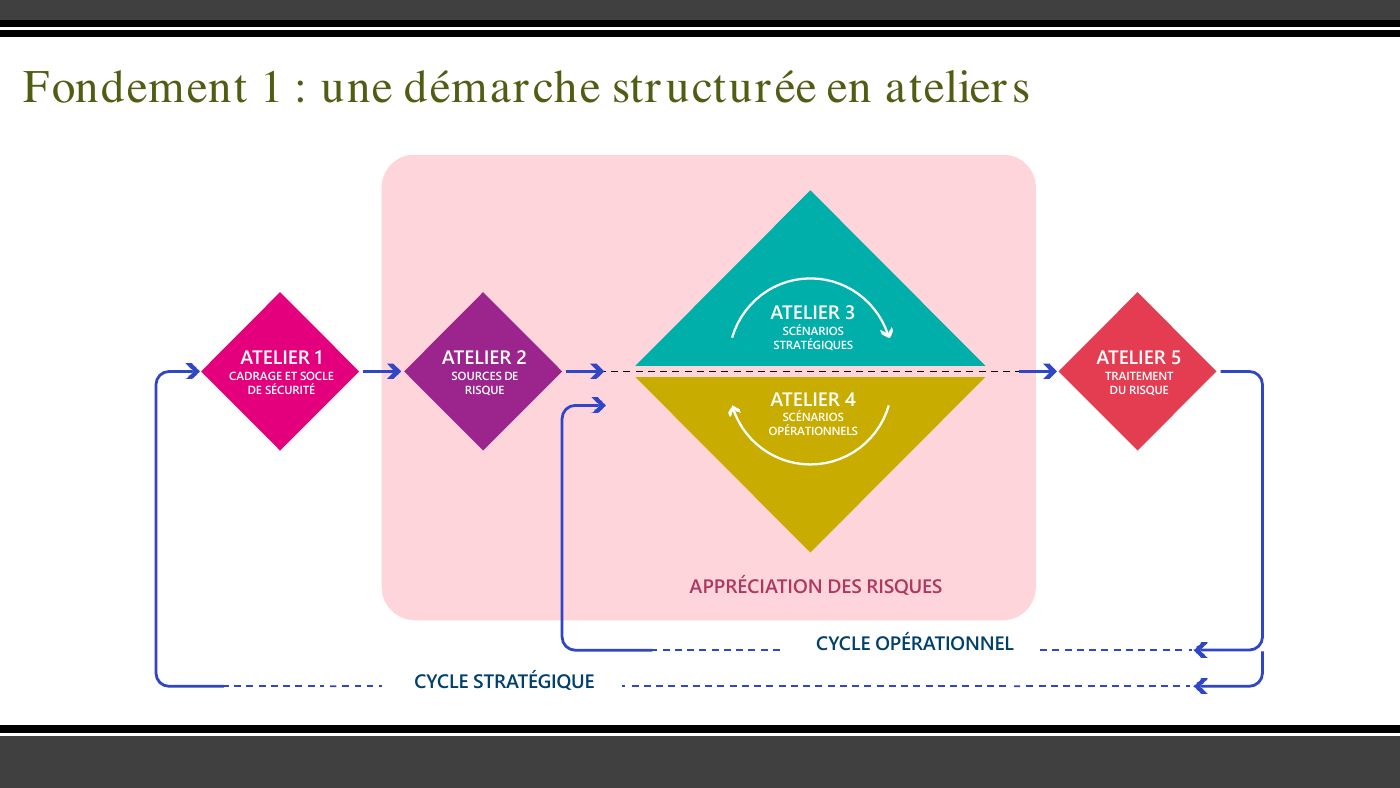 Fondement 1 : une démarche structurée en ateliers
ATELIER 1
CADRAGE ET SOCLE
DE SÉCURITÉ
ATELIER 2
SOURCES DE
RISQUE
ATELIER 3
SCÉNARIOS
STRATÉGIQUES
ATELIER 4
SCÉNARIOS
OPÉRATIONNELS
ATELIER 5
TRAITEMENT
DU RISQUE
APPRÉCIATION DES RISQUES
CYCLE OPÉRATIONNEL
CYCLE STRATÉGIQUE